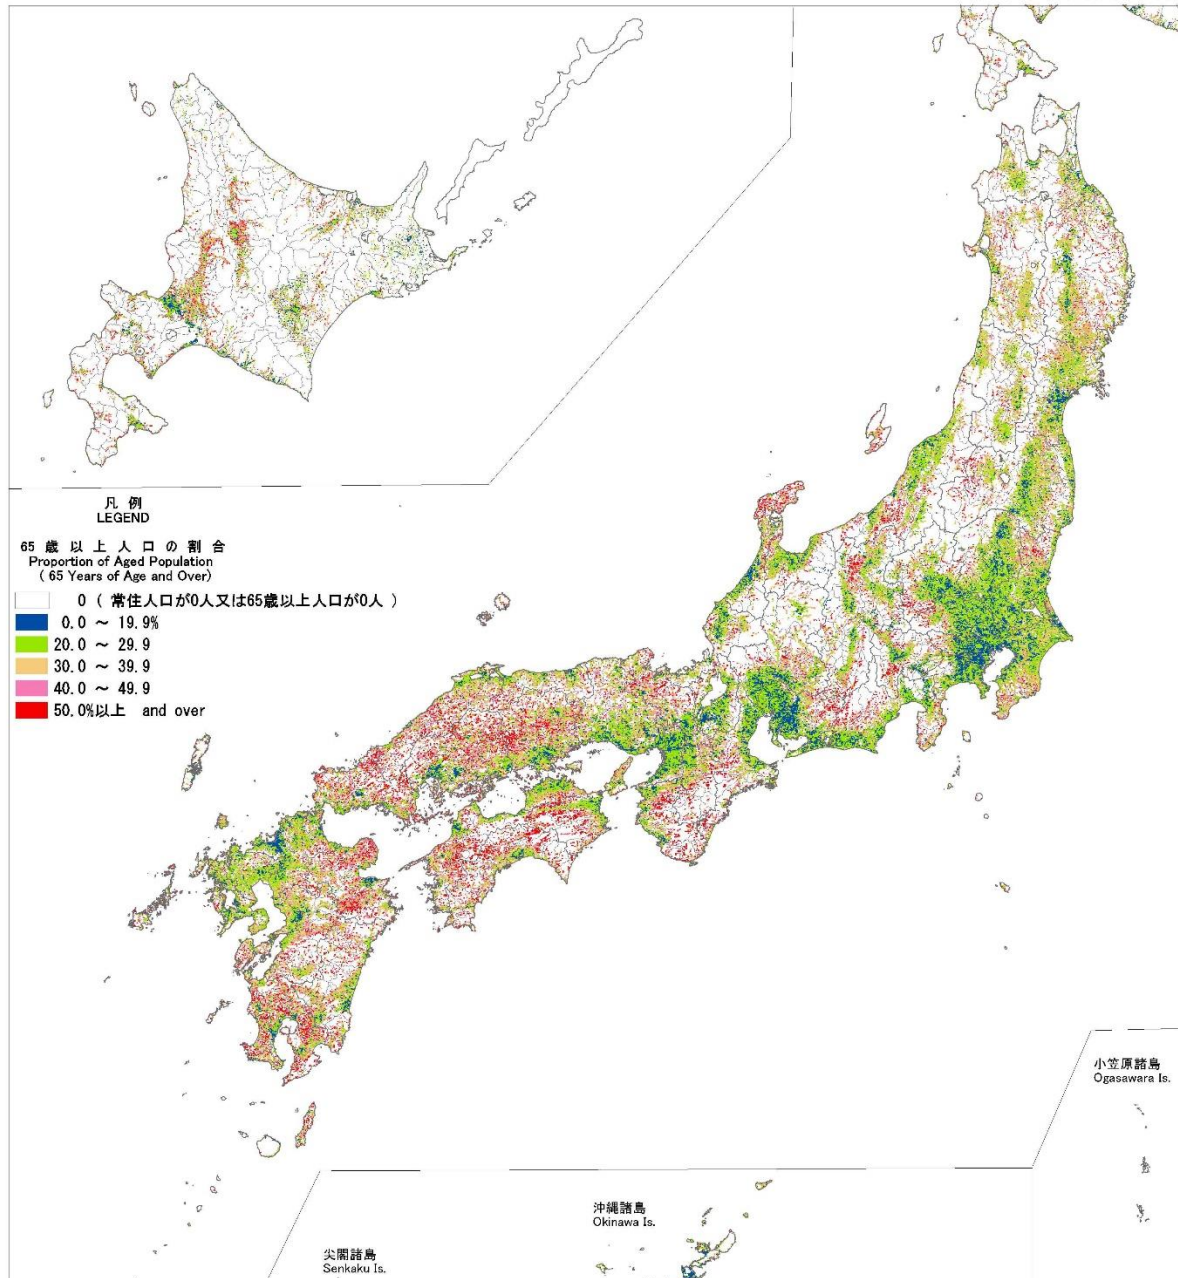 凡 例
LEGEND
65 歳 以 上 人 口 の 割 合
Proportion of Aged Population
( 65 Years of Age and Over)
0 ( 常住人口が0人又は65歳以上人口が0人 )
0.0 ～ 19.9%
20.0 ～ 29.9
30.0 ～ 39.9
40.0 ～ 49.9
50.0%以上 and over
小笠原諸島
Ogasawara Is.
沖縄諸島
Okinawa Is.
尖閣諸島
Senkaku Is.